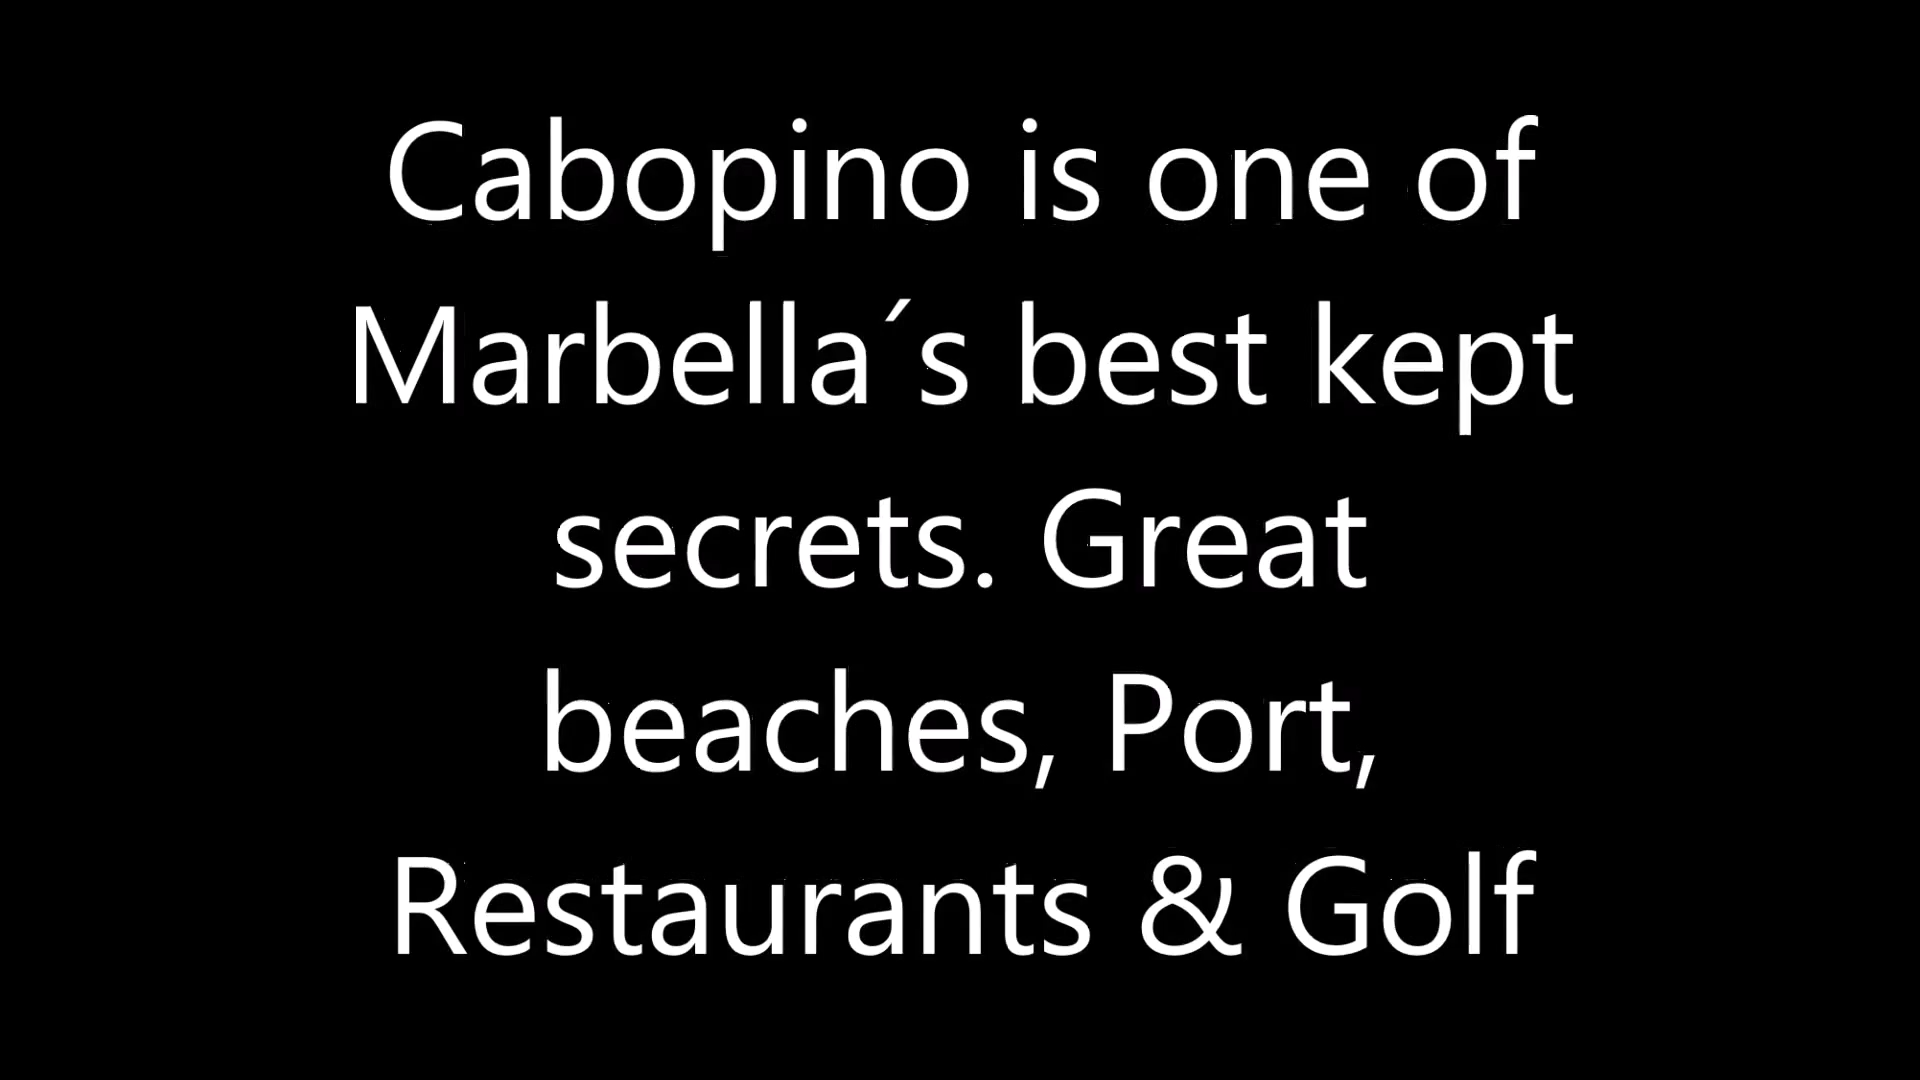 Cabopino is one of
Marbella´s best kept
secrets. Great
beaches, Port,
Restaurants & Golf